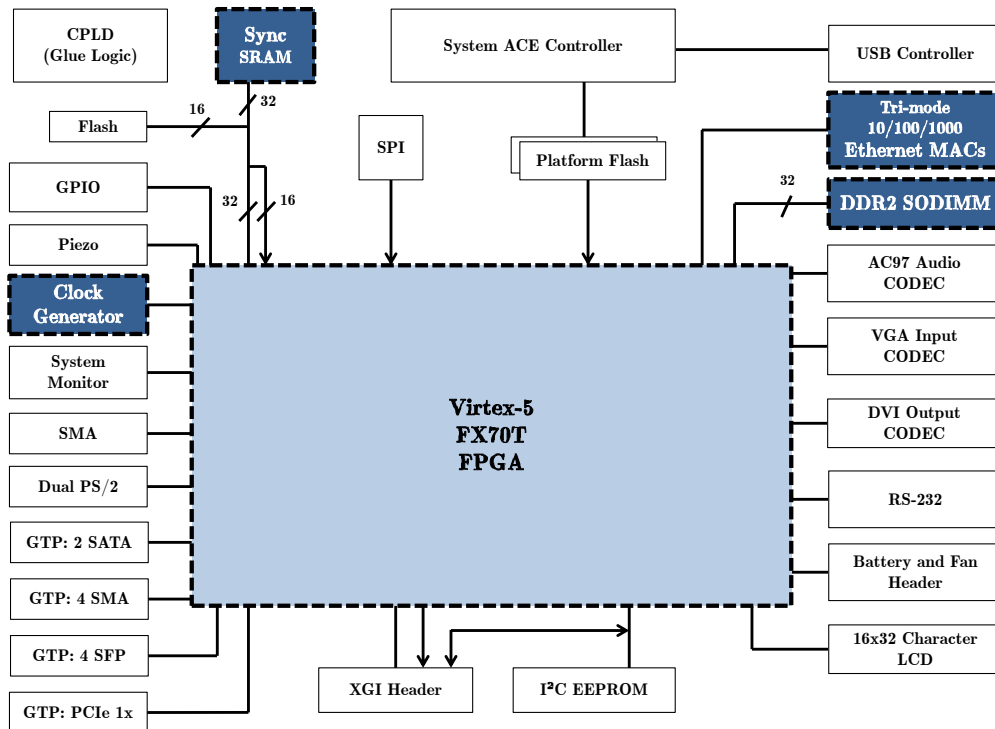 CPLD
(Glue Logic)
Sync
SRAM
System ACE Controller
USB Controller
16
32
Flash
Tri-mode
10/100/1000
Ethernet MACs
SPI
Platform Flash
GPIO
32
16
32
DDR2 SODIMM
Piezo
AC97 Audio
CODEC
Clock
Generator
VGA Input
CODEC
System
Monitor
Virtex-5
FX70T
FPGA
DVI Output
CODEC
SMA
Dual PS/2
RS-232
GTP: 2 SATA
Battery and Fan
Header
GTP: 4 SMA
GTP: 4 SFP
16x32 Character
LCD
XGI Header
I²C EEPROM
GTP: PCIe 1x